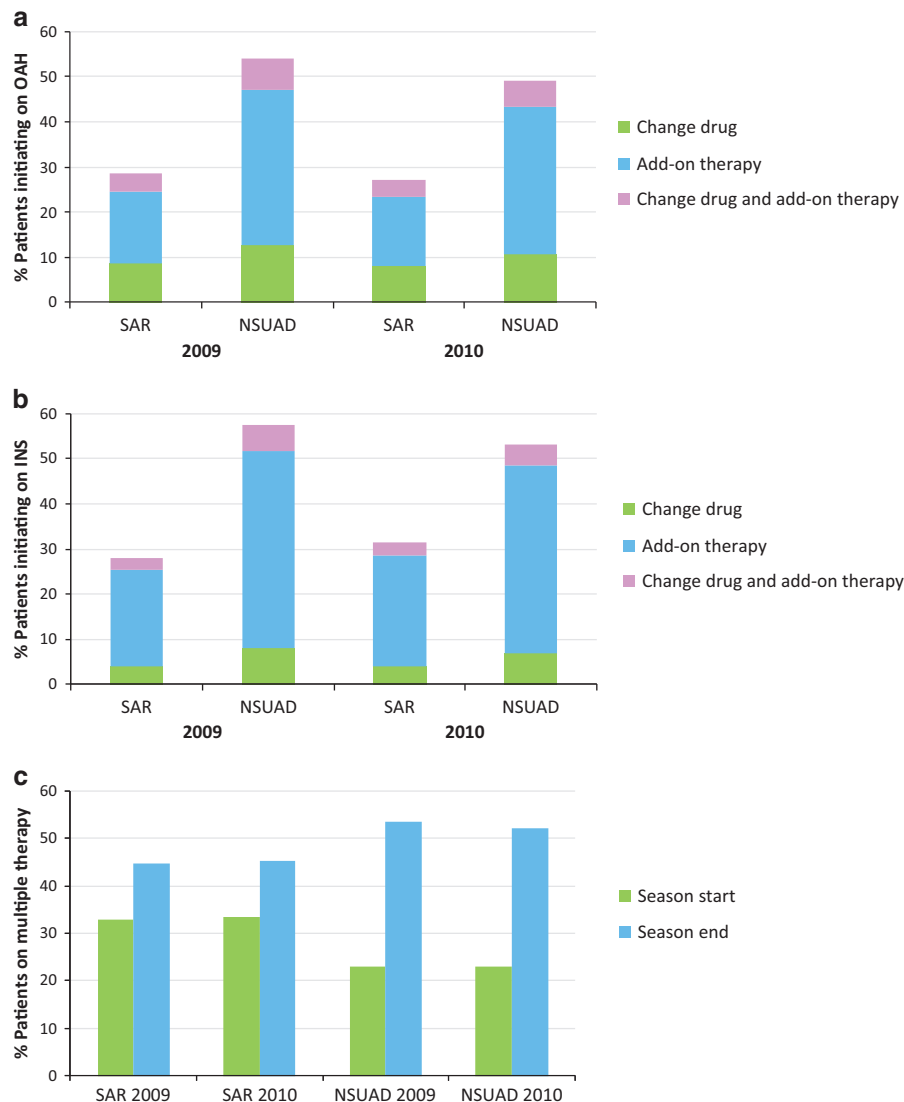 a
% Patients initiating on OAH
60
50
40
30
20
10
0
SAR NSUAD SAR NSUAD
2009 2010
Change drug
Add-on therapy
Change drug and add-on therapy
b
% Patients initiating on INS
60
50
40
30
20
10
0
SAR NSUAD SAR NSUAD
2009 2010
Change drug
Add-on therapy
Change drug and add-on therapy
c
% Patients on multiple therapy
60
50
40
30
20
10
0
SAR 2009 SAR 2010 NSUAD 2009 NSUAD 2010
Season start
Season end